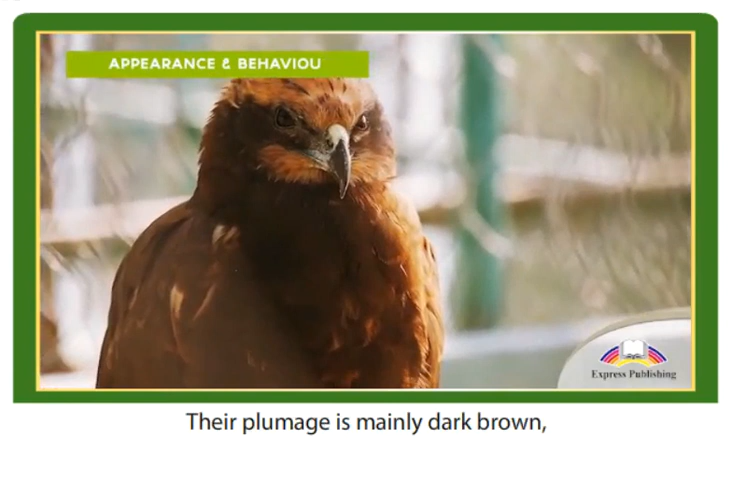 APPEARANCE & BEHAVIOU
Express Publishing
Their plumage is mainly dark brown,